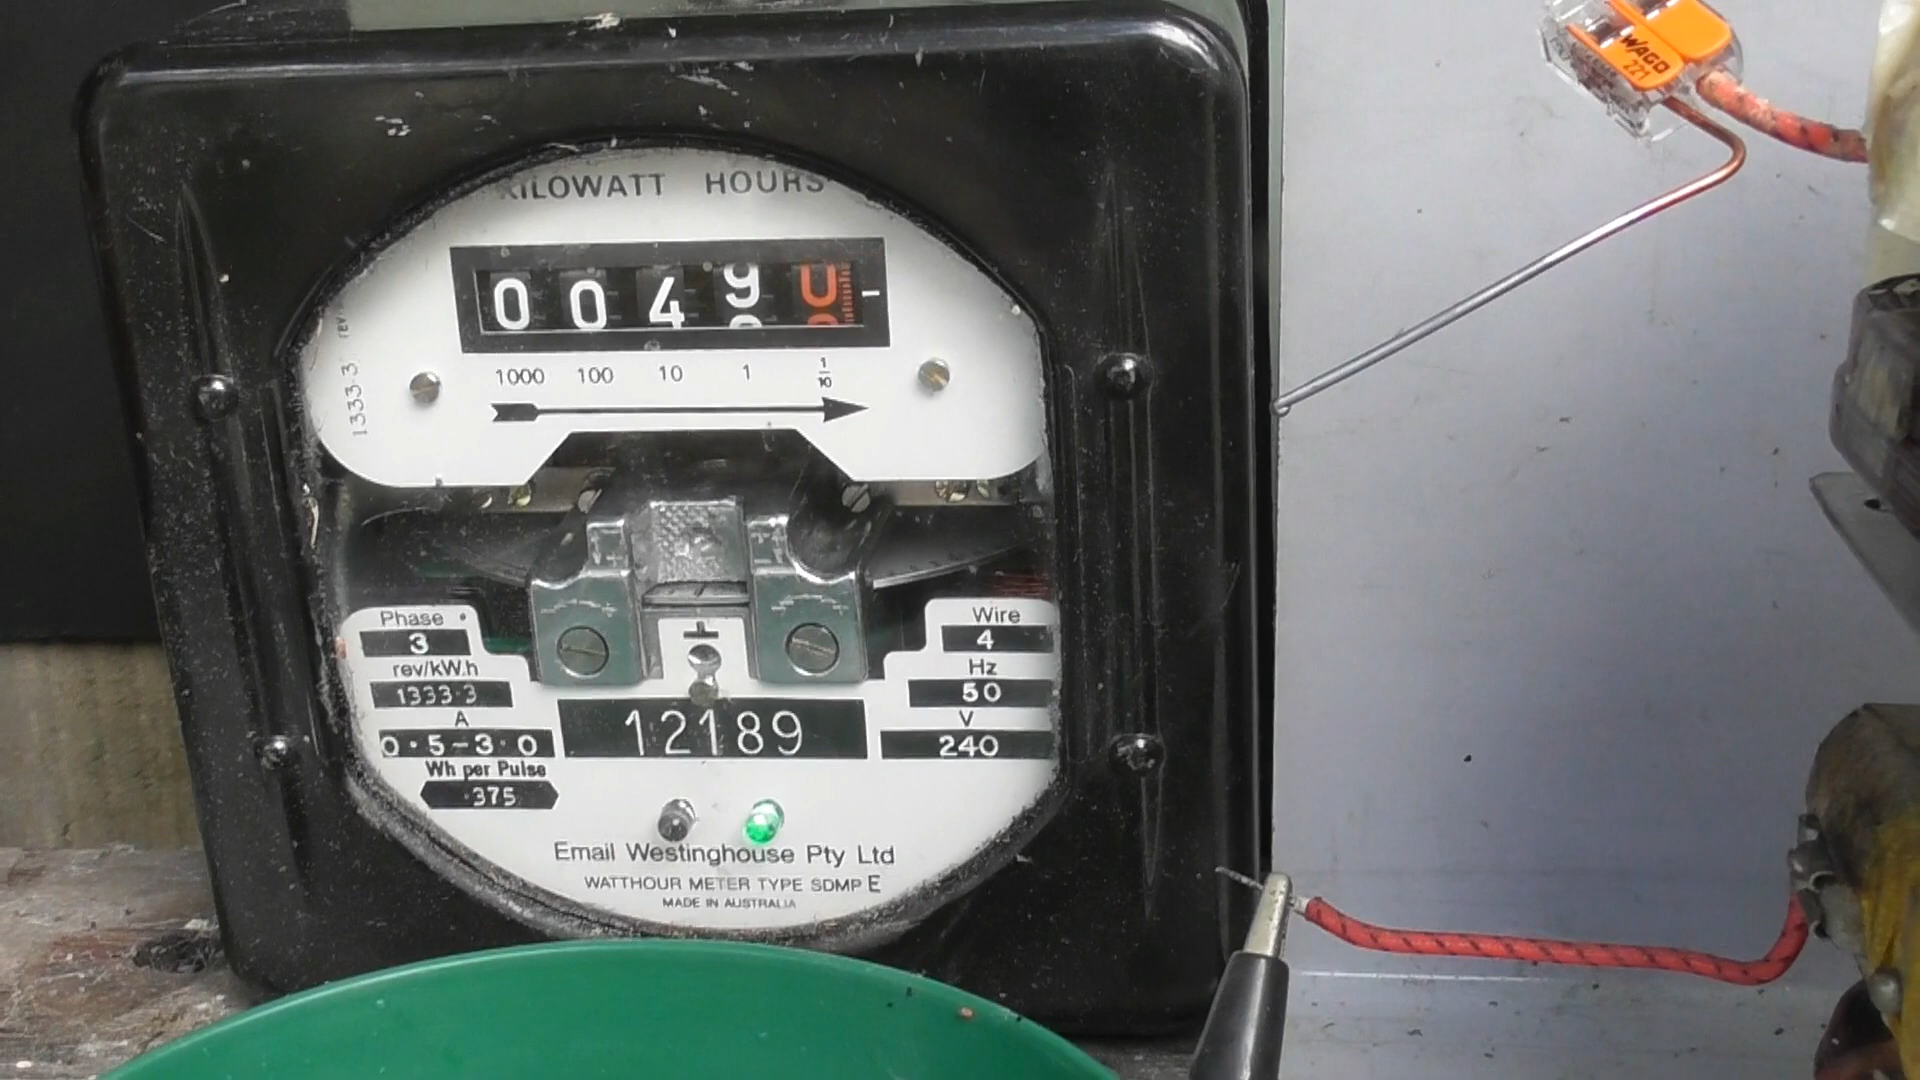 KILOWATT HOURS
0 0 4 9 0
1000 100 10 1 1/10
1333·3 REV
Phase
3
rev/kW.h
1333·3
A
0·5-30
Wh per Pulse
·375
12189
Wire
4
Hz
50
V
240
Email Westinghouse Pty Ltd
WATTHOUR METER TYPE SDMP E
MADE IN AUSTRALIA
WAGO
221